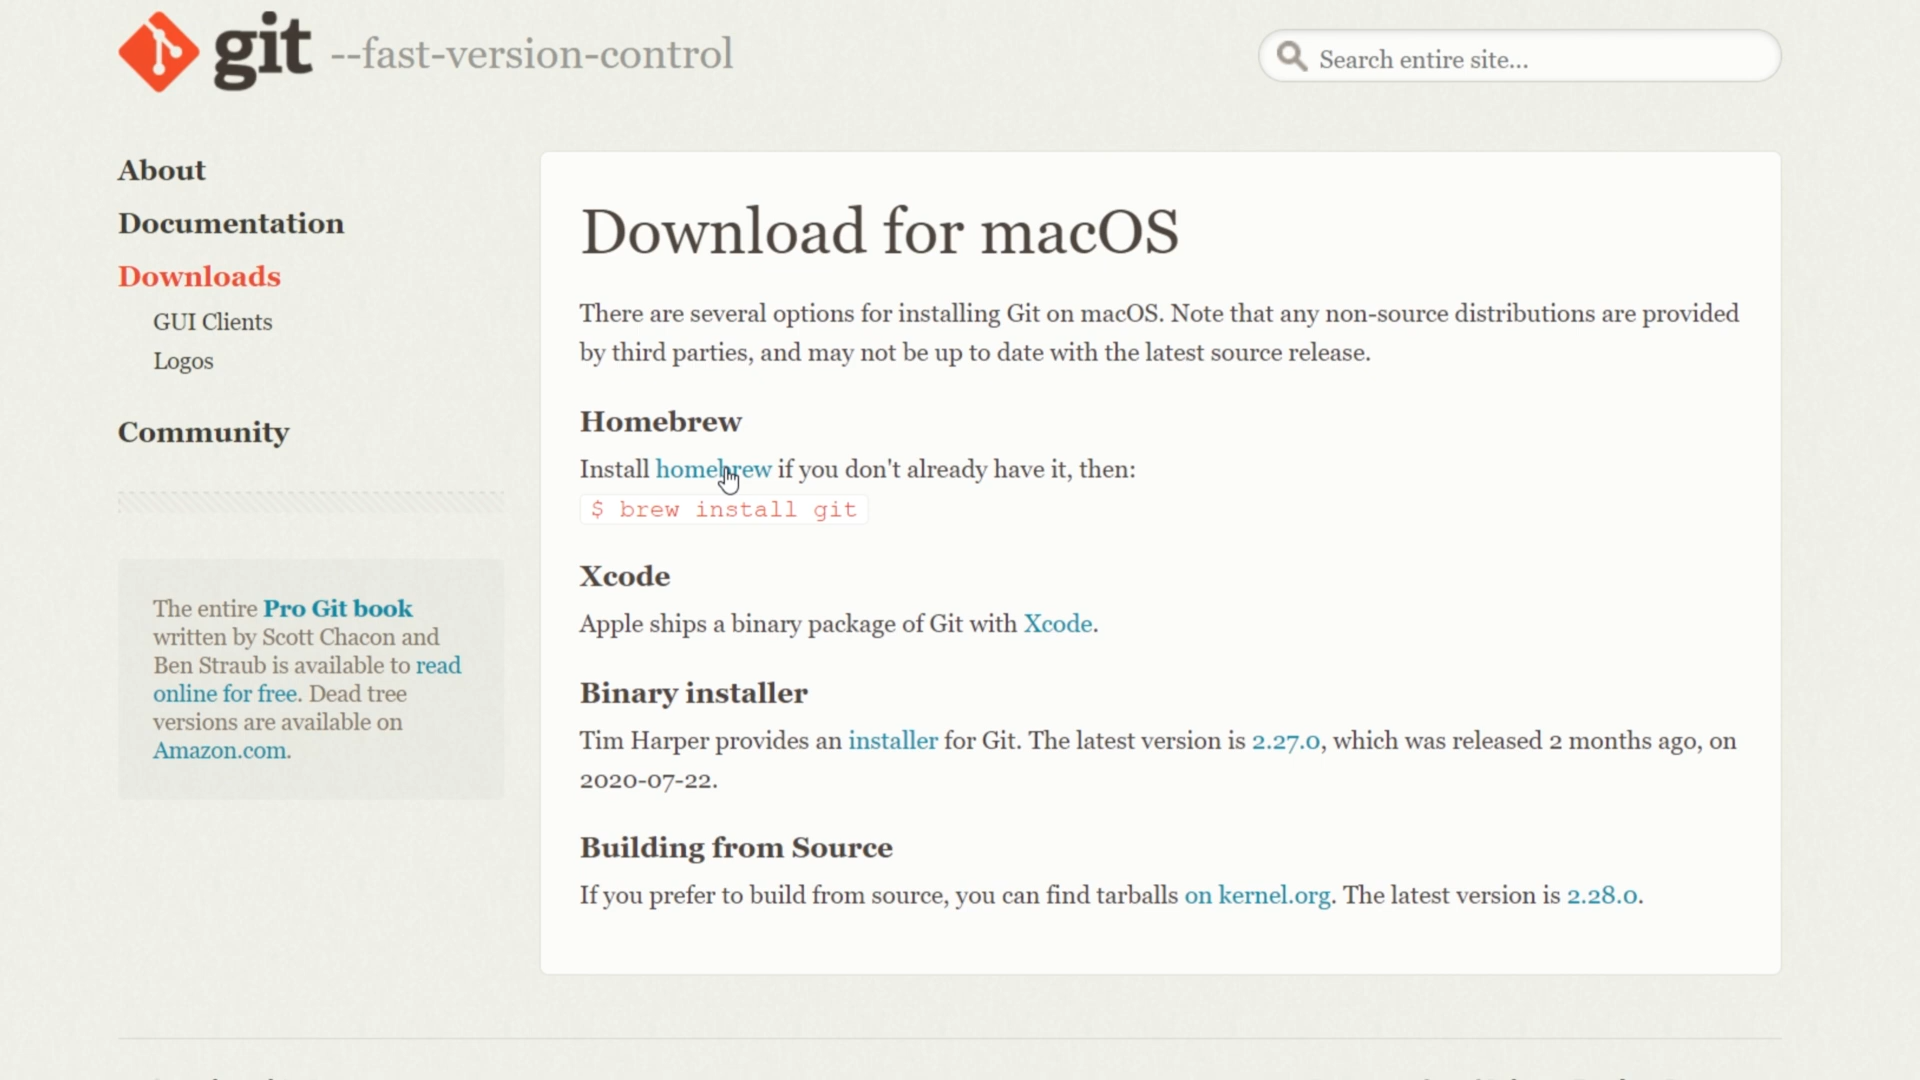 git --fast-version-control
Search entire site...
About
Documentation
Downloads
GUI Clients
Logos
Community
The entire Pro Git book
written by Scott Chacon and
Ben Straub is available to read
online for free. Dead tree
versions are available on
Amazon.com.
Download for macOS
There are several options for installing Git on macOS. Note that any non-source distributions are provided
by third parties, and may not be up to date with the latest source release.
Homebrew
Install homebrew if you don't already have it, then:
$ brew install git
Xcode
Apple ships a binary package of Git with Xcode.
Binary installer
Tim Harper provides an installer for Git. The latest version is 2.27.0, which was released 2 months ago, on
2020-07-22.
Building from Source
If you prefer to build from source, you can find tarballs on kernel.org. The latest version is 2.28.0.